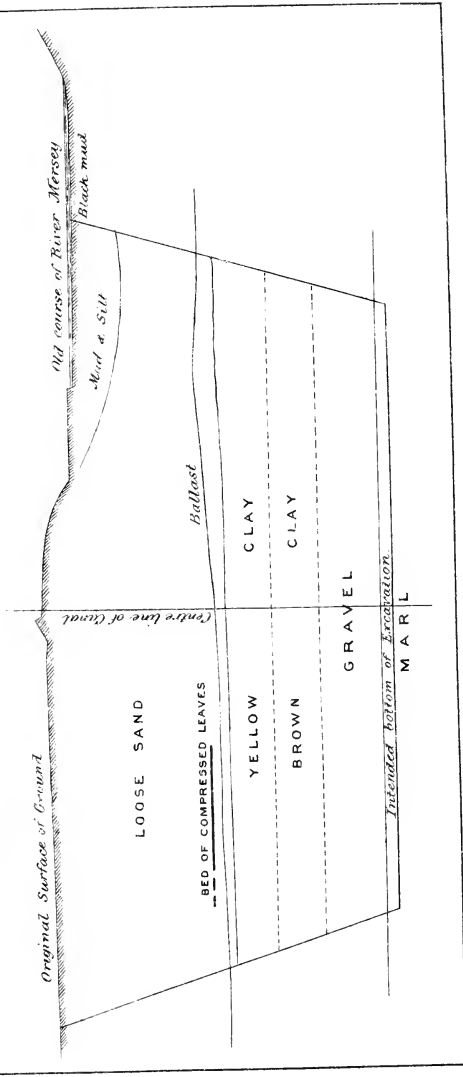 Original Surface of Ground
Old course of River Mersey
Black mud
Mud & Silt
Centre line of Canal
LOOSE SAND
Ballast
BED OF COMPRESSED LEAVES
YELLOW CLAY
BROWN CLAY
GRAVEL
Intended bottom of Excavation.
MARL